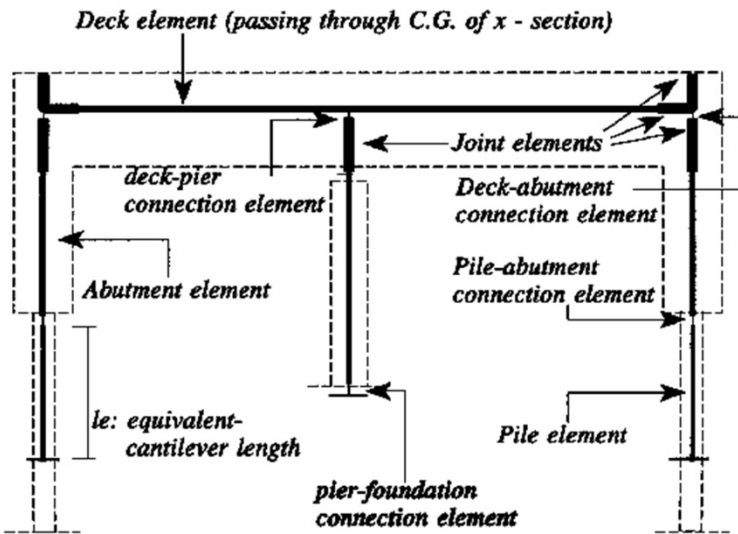 Deck element (passing through C.G. of x - section)
Joint elements
deck-pier
connection element
Deck-abutment
connection element
Abutment element
Pile-abutment
connection element
le: equivalent-
cantilever length
Pile element
pier-foundation
connection element